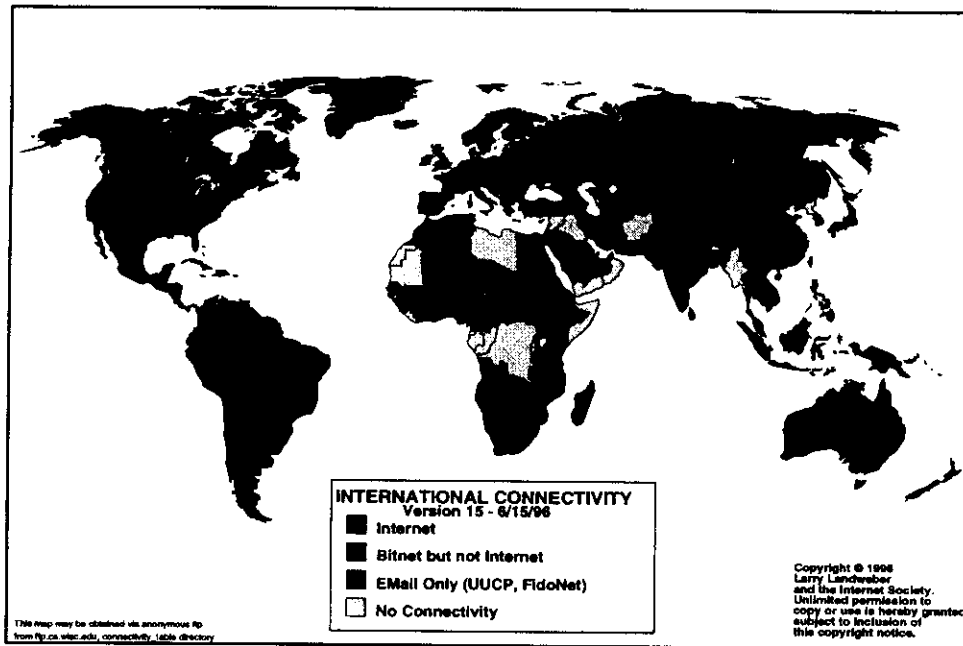 INTERNATIONAL CONNECTIVITY
Version 15 - 6/15/96
Internet
Bitnet but not Internet
EMail Only (UUCP, FidoNet)
No Connectivity
This map may be obtained via anonymous ftp
from ftp.cs.wisc.edu, connectivity_table directory
Copyright © 1996
Larry Landweber
and the Internet Society.
Unlimited permission to
copy or use is hereby granted
subject to inclusion of
this copyright notice.